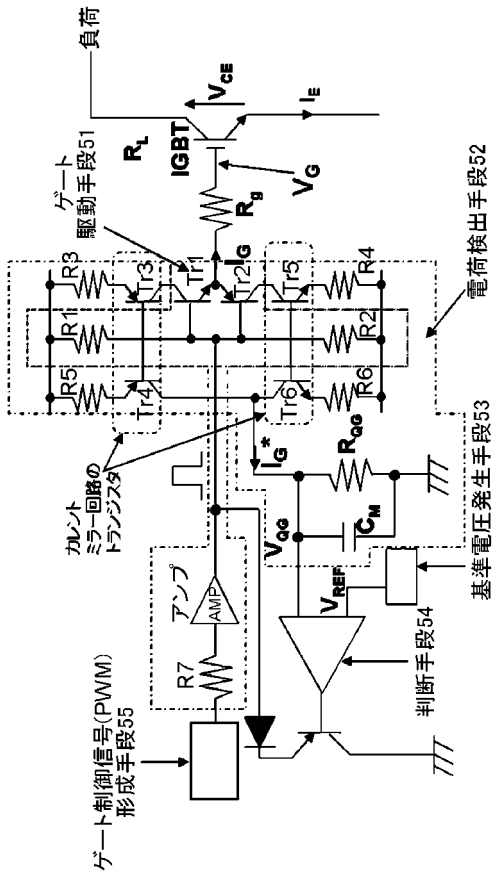 負荷
R_L
IGBT
V_CE
I_E
V_G
R_g
ゲート
駆動手段51
I_G
R3
Tr3
Tr1
Tr2
Tr5
R4
R1
R2
R5
Tr4
Tr6
R6
電荷検出手段52
カレント
ミラー回路の
トランジスタ
I_G*
R_QG
C_M
V_QG
V_REF
基準電圧発生手段53
判断手段54
アンプ
AMP
R7
ゲート制御信号(PWM)
形成手段55